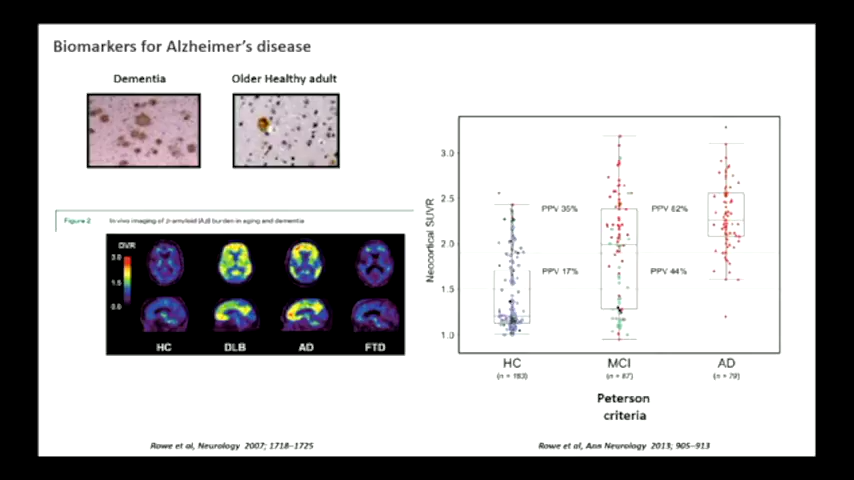 Biomarkers for Alzheimer's disease
Dementia
Older Healthy adult
Figure 2
In vivo imaging of β-amyloid (Aβ) burden in aging and dementia
DVR
3.0
1.5
0.0
HC DLB AD FTD
Rowe et al, Neurology 2007; 1718–1725
Neocortical SUVR
3.0
2.5
2.0
1.5
1.0
PPV 35% PPV 62%
PPV 17% PPV 44%
HC MCI AD
(n = 183) (n = 87) (n = 79)
Peterson
criteria
Rowe et al, Ann Neurology 2013; 905–913